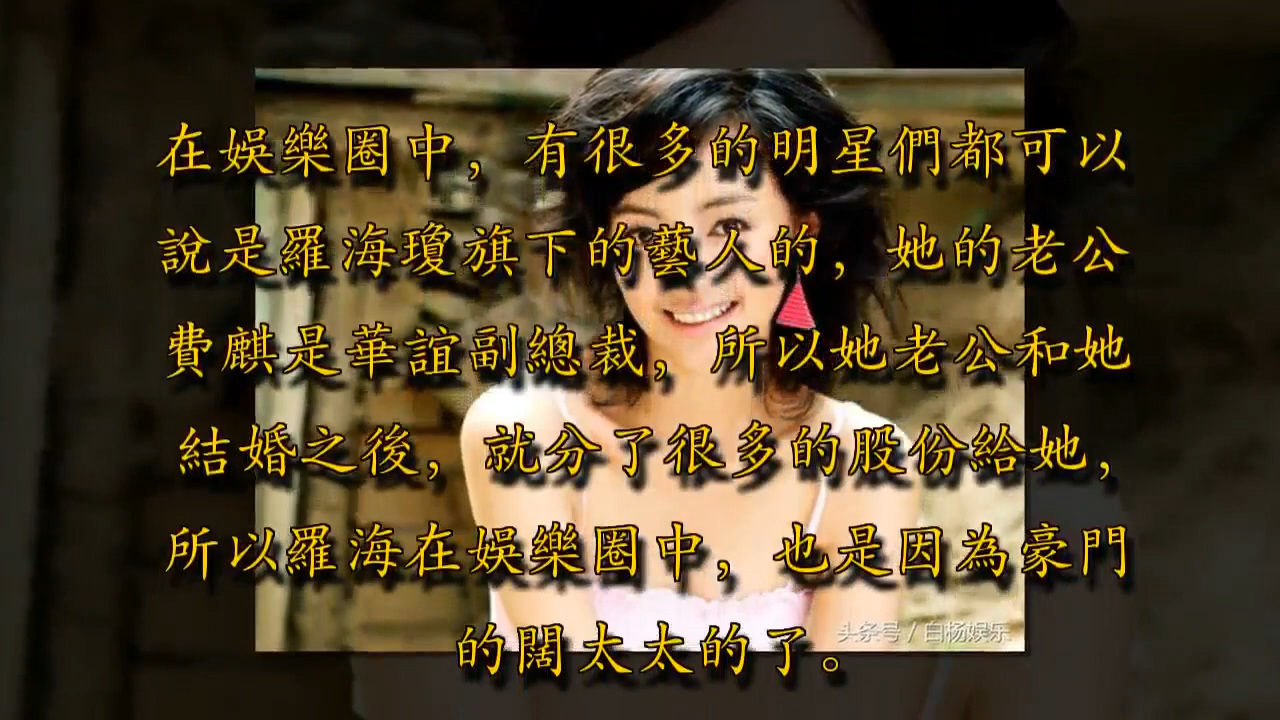 在娛樂圈中，有很多的明星們都可以
說是羅海瓊旗下的藝人的，她的老公
費麒是華誼副總裁，所以她老公和她
結婚之後，就分了很多的股份給她，
所以羅海在娛樂圈中，也是因為豪門
的闊太太的了。
头条号 / 白杨娱乐